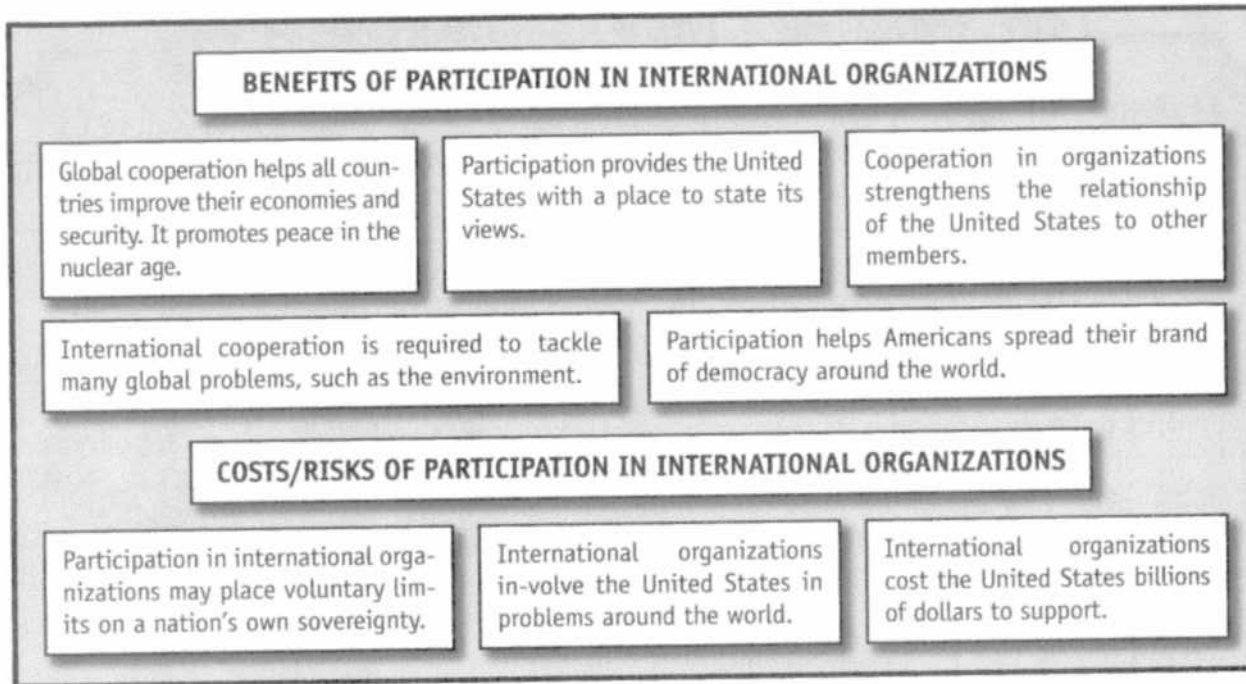 BENEFITS OF PARTICIPATION IN INTERNATIONAL ORGANIZATIONS
Global cooperation helps all coun-
tries improve their economies and
security. It promotes peace in the
nuclear age.
Participation provides the United
States with a place to state its
views.
Cooperation in organizations
strengthens the relationship
of the United States to other
members.
International cooperation is required to tackle
many global problems, such as the environment.
Participation helps Americans spread their brand
of democracy around the world.
COSTS/RISKS OF PARTICIPATION IN INTERNATIONAL ORGANIZATIONS
Participation in international orga-
nizations may place voluntary lim-
its on a nation's own sovereignty.
International organizations
in-volve the United States in
problems around the world.
International organizations
cost the United States billions
of dollars to support.